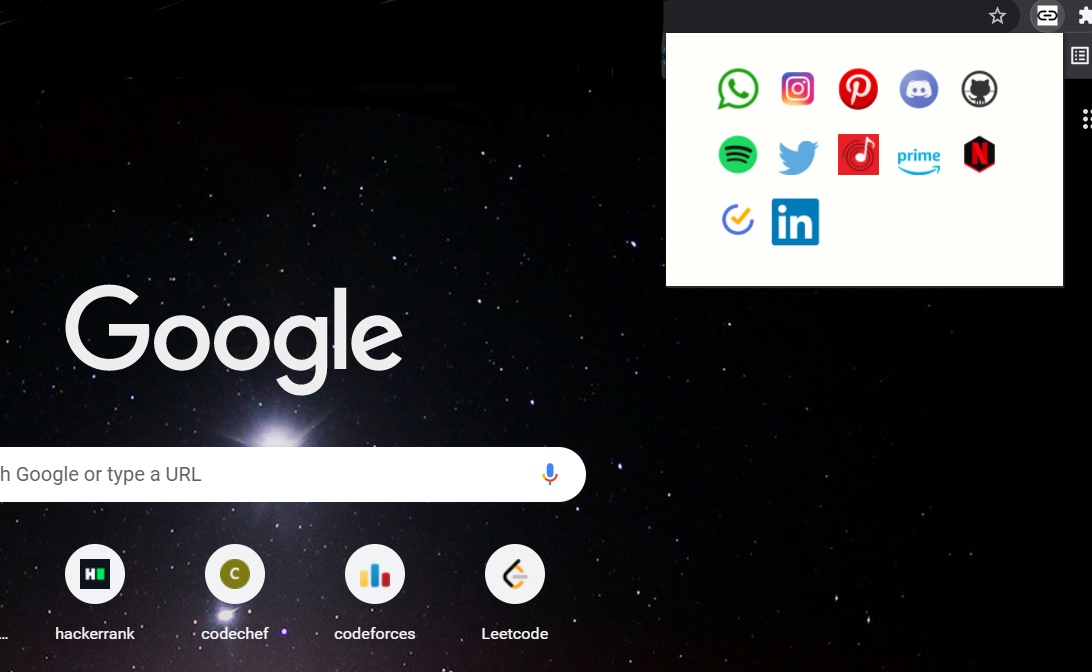 in
prime
Google
h Google or type a URL
... hackerrank codechef codeforces Leetcode